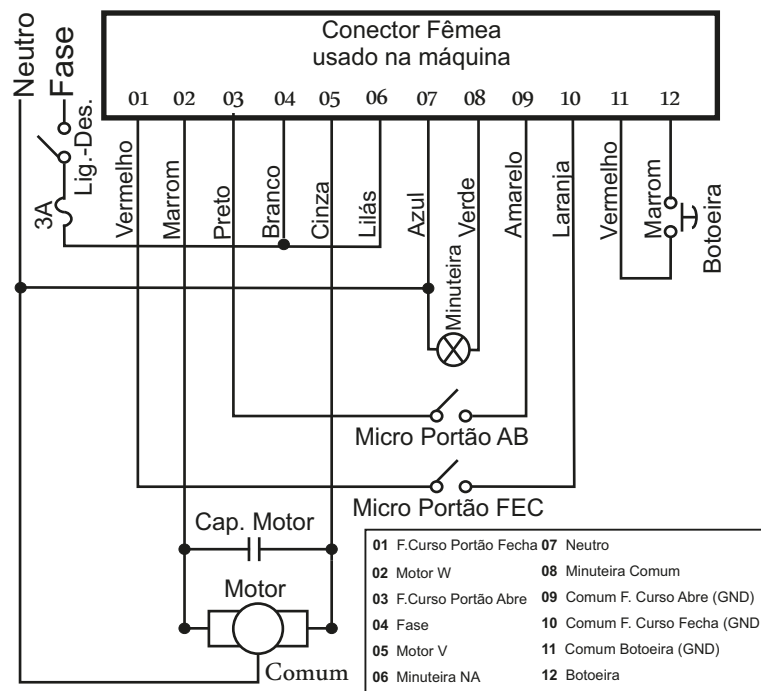 Conector Fêmea
usado na máquina
01 02 03 04 05 06 07 08 09 10 11 12
Neutro
Fase
Lig.-Des.
3A
Vermelho
Marrom
Preto
Branco
Cinza
Lilás
Azul
Verde
Amarelo
Laranja
Vermelho
Marrom
Botoeira
Minuteira
Micro Portão AB
Micro Portão FEC
Cap. Motor
Motor
Comum
01 F.Curso Portão Fecha
02 Motor W
03 F.Curso Portão Abre
04 Fase
05 Motor V
06 Minuteira NA
07 Neutro
08 Minuteira Comum
09 Comum F. Curso Abre (GND)
10 Comum F. Curso Fecha (GND
11 Comum Botoeira (GND)
12 Botoeira